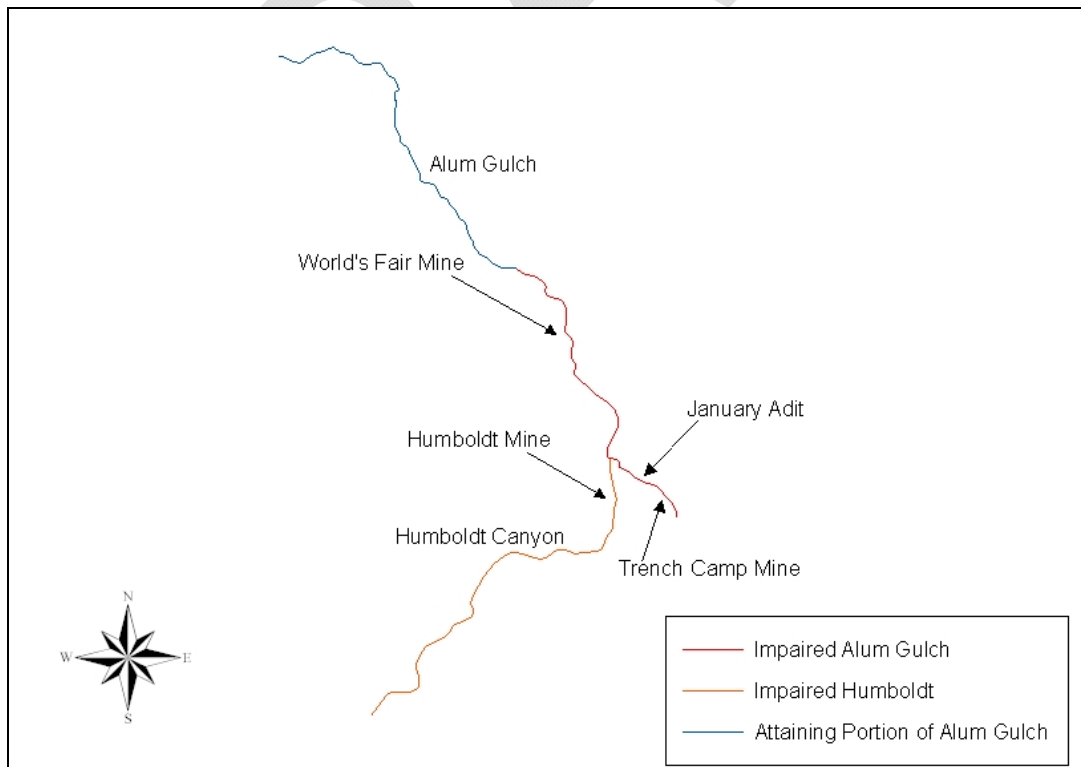 Alum Gulch
World's Fair Mine
January Adit
Humboldt Mine
Humboldt Canyon
Trench Camp Mine
N
W
E
S
Impaired Alum Gulch
Impaired Humboldt
Attaining Portion of Alum Gulch